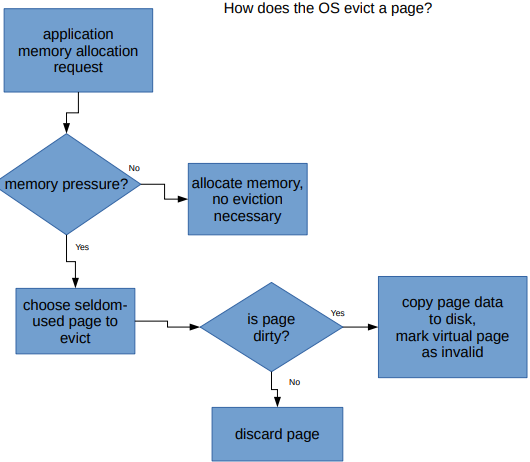 How does the OS evict a page?
application
memory allocation
request
memory pressure?
No
allocate memory,
no eviction
necessary
Yes
choose seldom-
used page to
evict
is page
dirty?
Yes
copy page data
to disk,
mark virtual page
as invalid
No
discard page